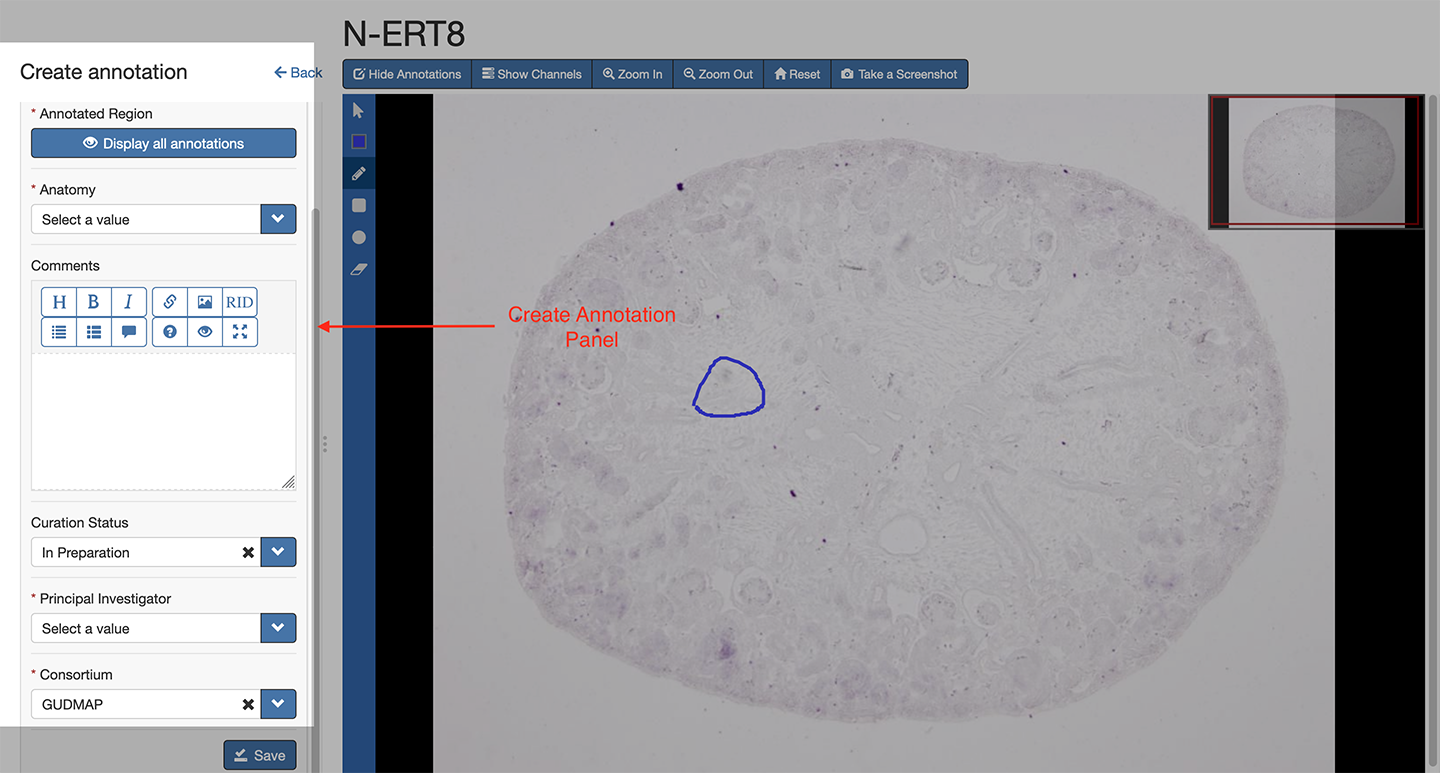 N-ERT8
Create annotation
Back
Hide Annotations Show Channels Zoom In Zoom Out Reset Take a Screenshot
* Annotated Region
Display all annotations
* Anatomy
Select a value
Comments
H B I RID
Create Annotation
Panel
Curation Status
In Preparation
* Principal Investigator
Select a value
* Consortium
GUDMAP
Save